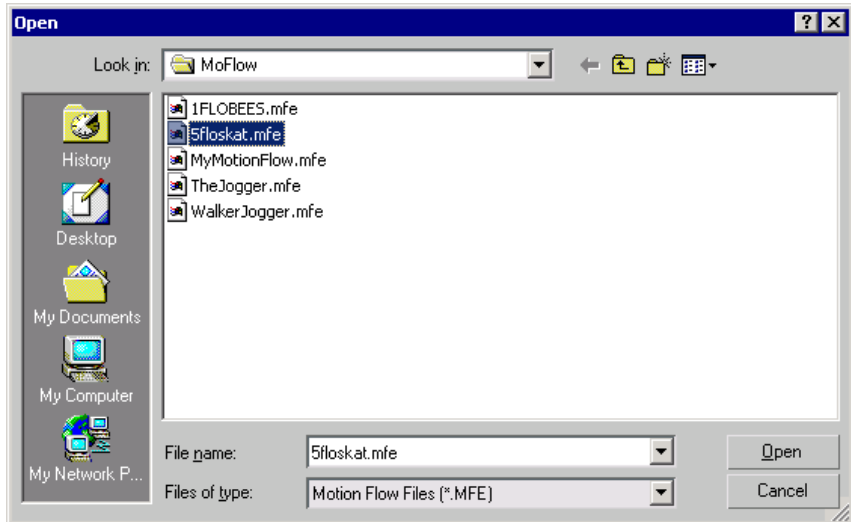 Open
Look in: MoFlow
History
Desktop
My Documents
My Computer
My Network P...
1FLOBEES.mfe
5floskat.mfe
MyMotionFlow.mfe
TheJogger.mfe
WalkerJogger.mfe
File name: 5floskat.mfe Open
Files of type: Motion Flow Files (*.MFE) Cancel